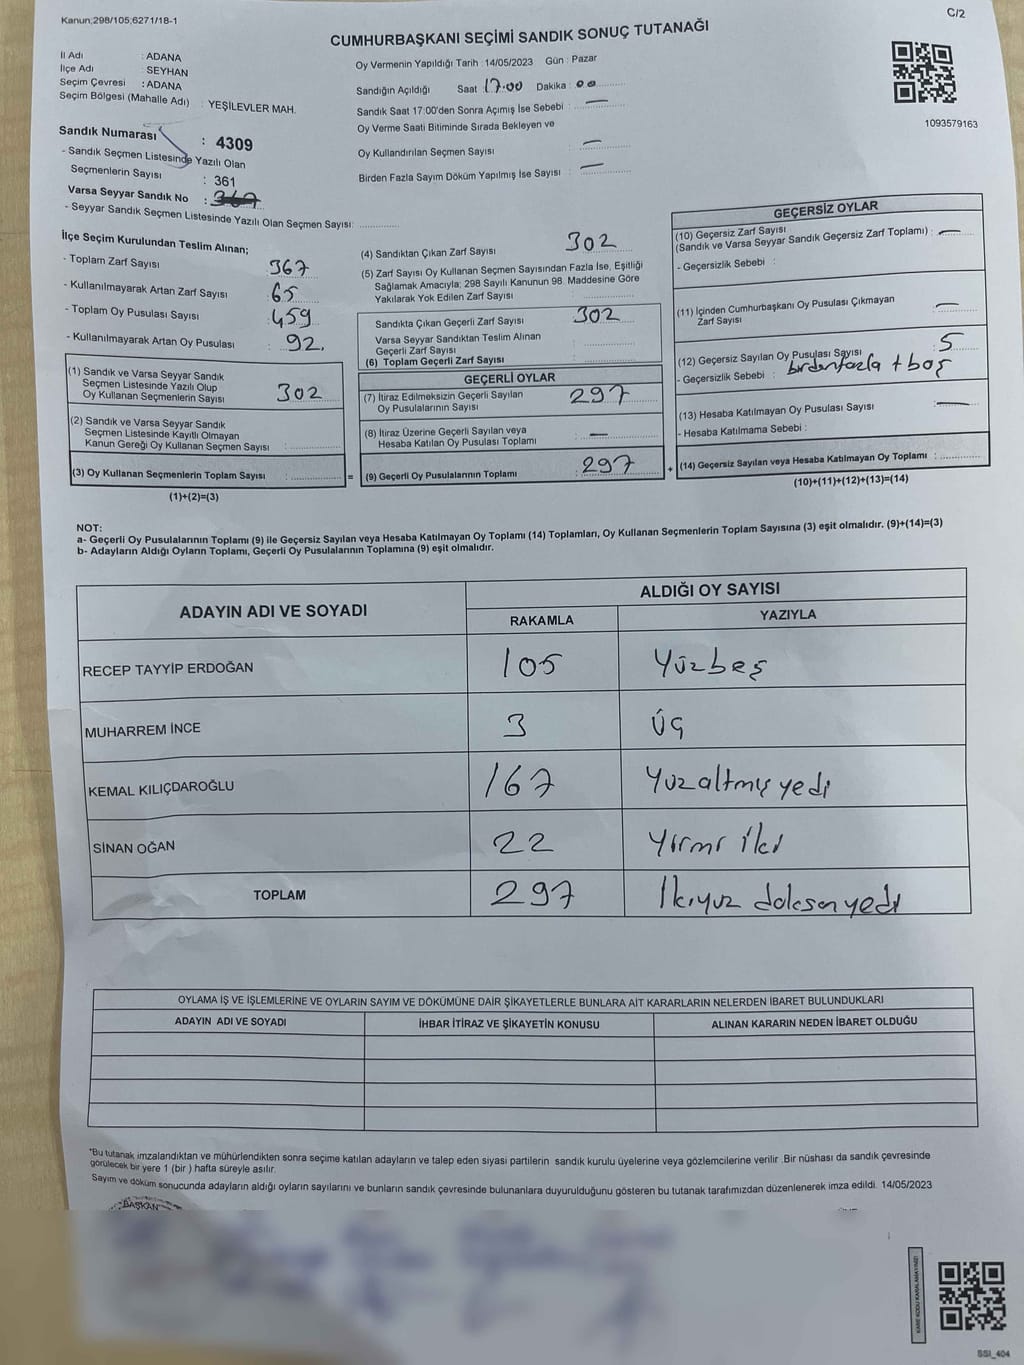 Kanun;298/105,6271/18-1
C/2
CUMHURBAŞKANI SEÇİMİ SANDIK SONUÇ TUTANAĞI
İl Adı : ADANA
İlçe Adı : SEYHAN
Seçim Çevresi : ADANA
Seçim Bölgesi (Mahalle Adı) : YEŞİLEVLER MAH.
Sandık Numarası : 4309
- Sandık Seçmen Listesinde Yazılı Olan
Seçmenlerin Sayısı : 361
Varsa Seyyar Sandık No :
- Seyyar Sandık Seçmen Listesinde Yazılı Olan Seçmen Sayısı:
Oy Vermenin Yapıldığı Tarih : 14/05/2023 Gün : Pazar
Sandığın Açıldığı Saat : 17.00 Dakika : 00
Sandık Saat 17:00'den Sonra Açımış İse Sebebi : —
Oy Verme Saati Bitiminde Sırada Bekleyen ve
Oy Kullandırılan Seçmen Sayısı : —
Birden Fazla Sayım Döküm Yapılmış İse Sayısı : —
1093579163
İlçe Seçim Kurulundan Teslim Alınan;
- Toplam Zarf Sayısı : 367
- Kullanılmayarak Artan Zarf Sayısı : 65
- Toplam Oy Pusulası Sayısı : 459
- Kullanılmayarak Artan Oy Pusulası : 92.
(1) Sandık ve Varsa Seyyar Sandık
Seçmen Listesinde Yazılı Olup
Oy Kullanan Seçmenlerin Sayısı : 302
(2) Sandık ve Varsa Seyyar Sandık
Seçmen Listesinde Kayıtlı Olmayan
Kanun Gereği Oy Kullanan Seçmen Sayısı :
(3) Oy Kullanan Seçmenlerin Toplam Sayısı :
(1)+(2)=(3)
(4) Sandıktan Çıkan Zarf Sayısı 302
(5) Zarf Sayısı Oy Kullanan Seçmen Sayısından Fazla İse, Eşitliği
Sağlamak Amacıyla; 298 Sayılı Kanunun 98. Maddesine Göre
Yakılarak Yok Edilen Zarf Sayısı :
Sandıkta Çıkan Geçerli Zarf Sayısı : 302
Varsa Seyyar Sandıktan Teslim Alınan
Geçerli Zarf Sayısı :
(6) Toplam Geçerli Zarf Sayısı :
GEÇERLİ OYLAR
(7) İtiraz Edilmeksizin Geçerli Sayılan
Oy Pusulalarının Sayısı : 297
(8) İtiraz Üzerine Geçerli Sayılan veya
Hesaba Katılan Oy Pusulası Toplamı : —
= (9) Geçerli Oy Pusulalarının Toplamı : 297 +
GEÇERSİZ OYLAR
(10) Geçersiz Zarf Sayısı
(Sandık ve Varsa Seyyar Sandık Geçersiz Zarf Toplamı) : —
- Geçersizlik Sebebi :
(11) İçinden Cumhurbaşkanı Oy Pusulası Çıkmayan
Zarf Sayısı : —
(12) Geçersiz Sayılan Oy Pusulası Sayısı : 5
- Geçersizlik Sebebi : birdenfazla + boş
(13) Hesaba Katılmayan Oy Pusulası Sayısı : —
- Hesaba Katılmama Sebebi :
(14) Geçersiz Sayılan veya Hesaba Katılmayan Oy Toplamı :
(10)+(11)+(12)+(13)=(14)
NOT:
a- Geçerli Oy Pusulalarının Toplamı (9) ile Geçersiz Sayılan veya Hesaba Katılmayan Oy Toplamı (14) Toplamları, Oy Kullanan Seçmenlerin Toplam Sayısına (3) eşit olmalıdır. (9)+(14)=(3)
b- Adayların Aldığı Oyların Toplamı, Geçerli Oy Pusulalarının Toplamına (9) eşit olmalıdır.
ADAYIN ADI VE SOYADI ALDIĞI OY SAYISI
RAKAMLA YAZIYLA
RECEP TAYYİP ERDOĞAN 105 Yüzbeş
MUHARREM İNCE 3 Üç
KEMAL KILIÇDAROĞLU 167 Yuzaltmış yedi
SİNAN OĞAN 22 Yirmi iki
TOPLAM 297 İkiyuz doksan yedi
OYLAMA İŞ VE İŞLEMLERİNE VE OYLARIN SAYIM VE DÖKÜMÜNE DAİR ŞİKAYETLERLE BUNLARA AİT KARARLARIN NELERDEN İBARET BULUNDUKLARI
ADAYIN ADI VE SOYADI İHBAR İTİRAZ VE ŞİKAYETİN KONUSU ALINAN KARARIN NEDEN İBARET OLDUĞU
*Bu tutanak imzalandıktan ve mühürlendikten sonra seçime katılan adayların ve talep eden siyasi partilerin sandık kurulu üyelerine veya gözlemcilerine verilir .Bir nüshası da sandık çevresinde
görülecek bir yere 1 (bir ) hafta süreyle asılır.
Sayım ve döküm sonucunda adayların aldığı oyların sayılarını ve bunların sandık çevresinde bulunanlara duyurulduğunu gösteren bu tutanak tarafımızdan düzenlenerek imza edildi. 14/05/2023
BAŞKAN
KARE KODU KARALAMAYINIZ!
SSI_404